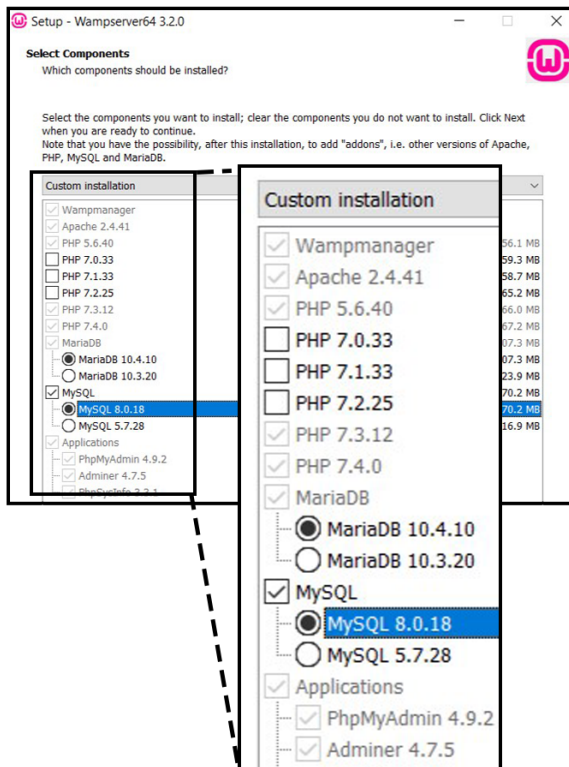 Setup - Wampserver64 3.2.0
Select Components
Which components should be installed?
Select the components you want to install; clear the components you do not want to install. Click Next
when you are ready to continue.
Note that you have the possibility, after this installation, to add "addons", i.e. other versions of Apache,
PHP, MySQL and MariaDB.
Custom installation
Wampmanager
Apache 2.4.41
PHP 5.6.40
PHP 7.0.33
PHP 7.1.33
PHP 7.2.25
PHP 7.3.12
PHP 7.4.0
MariaDB
MariaDB 10.4.10
MariaDB 10.3.20
MySQL
MySQL 8.0.18
MySQL 5.7.28
Applications
PhpMyAdmin 4.9.2
Adminer 4.7.5
Custom installation
Wampmanager
Apache 2.4.41
PHP 5.6.40
PHP 7.0.33
PHP 7.1.33
PHP 7.2.25
PHP 7.3.12
PHP 7.4.0
MariaDB
MariaDB 10.4.10
MariaDB 10.3.20
MySQL
MySQL 8.0.18
MySQL 5.7.28
Applications
PhpMyAdmin 4.9.2
Adminer 4.7.5
56.1 MB
59.3 MB
58.7 MB
65.2 MB
66.0 MB
67.2 MB
07.3 MB
07.3 MB
23.9 MB
70.2 MB
70.2 MB
16.9 MB